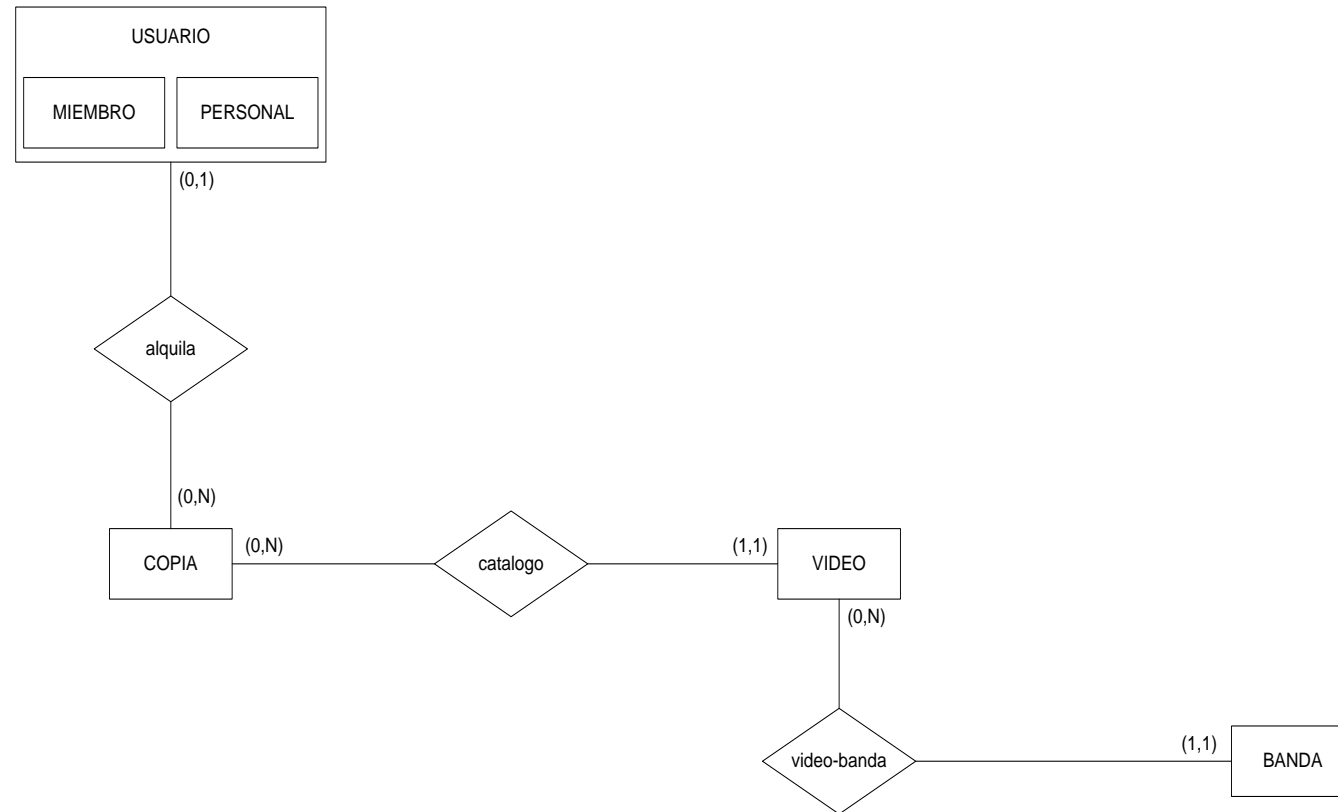 USUARIO
MIEMBRO PERSONAL
(0,1)
alquila
(0,N)
COPIA (0,N) catalogo (1,1) VIDEO
(0,N)
video-banda (1,1) BANDA